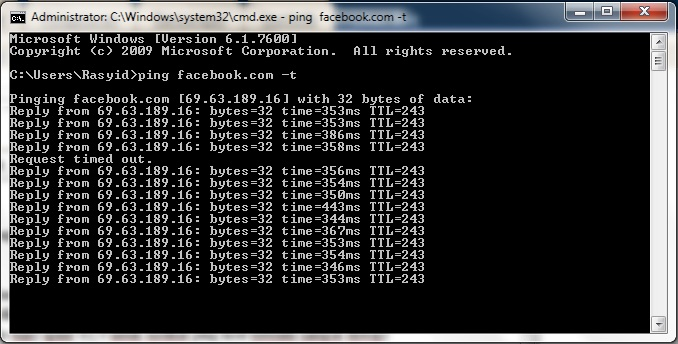 Administrator: C:\Windows\system32\cmd.exe - ping  facebook.com -t
Microsoft Windows [Version 6.1.7600]
Copyright (c) 2009 Microsoft Corporation.  All rights reserved.
C:\Users\Rasyid>ping facebook.com -t
Pinging facebook.com [69.63.189.16] with 32 bytes of data:
Reply from 69.63.189.16: bytes=32 time=353ms TTL=243
Reply from 69.63.189.16: bytes=32 time=353ms TTL=243
Reply from 69.63.189.16: bytes=32 time=386ms TTL=243
Reply from 69.63.189.16: bytes=32 time=358ms TTL=243
Request timed out.
Reply from 69.63.189.16: bytes=32 time=356ms TTL=243
Reply from 69.63.189.16: bytes=32 time=354ms TTL=243
Reply from 69.63.189.16: bytes=32 time=350ms TTL=243
Reply from 69.63.189.16: bytes=32 time=443ms TTL=243
Reply from 69.63.189.16: bytes=32 time=344ms TTL=243
Reply from 69.63.189.16: bytes=32 time=367ms TTL=243
Reply from 69.63.189.16: bytes=32 time=353ms TTL=243
Reply from 69.63.189.16: bytes=32 time=354ms TTL=243
Reply from 69.63.189.16: bytes=32 time=346ms TTL=243
Reply from 69.63.189.16: bytes=32 time=353ms TTL=243